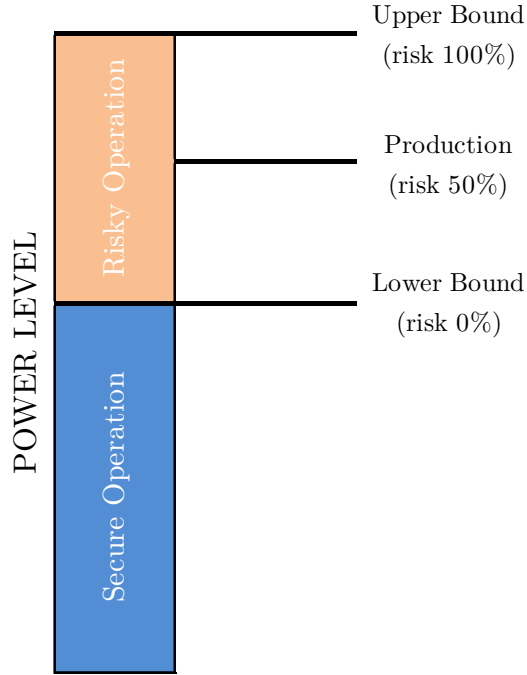 Upper Bound
(risk 100%)
Risky Operation
Production
(risk 50%)
POWER LEVEL
Lower Bound
(risk 0%)
Secure Operation